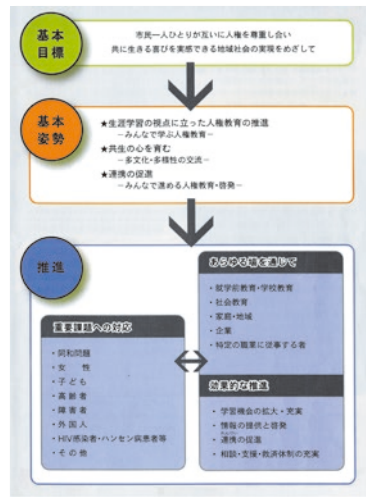 基本
目標
市民一人ひとりが互いに人権を尊重し合い
共に生きる喜びを実感できる地域社会の実現をめざして
基本
姿勢
★生涯学習の視点に立った人権教育の推進
－みんなで学ぶ人権教育－
★共生の心を育む
－多文化・多様性の交流－
★連携の促進
－みんなで進める人権教育・啓発－
推進
重要課題への対応
・同和問題
・女　性
・子ども
・高齢者
・障害者
・外国人
・HIV感染者・ハンセン病患者等
・その他
あらゆる場を通じて
・就学前教育・学校教育
・社会教育
・家庭・地域
・企業
・特定の職業に従事する者
効果的な推進
・学習機会の拡大・充実
・情報の提供と啓発
・連携の促進
・相談・支援・救済体制の充実